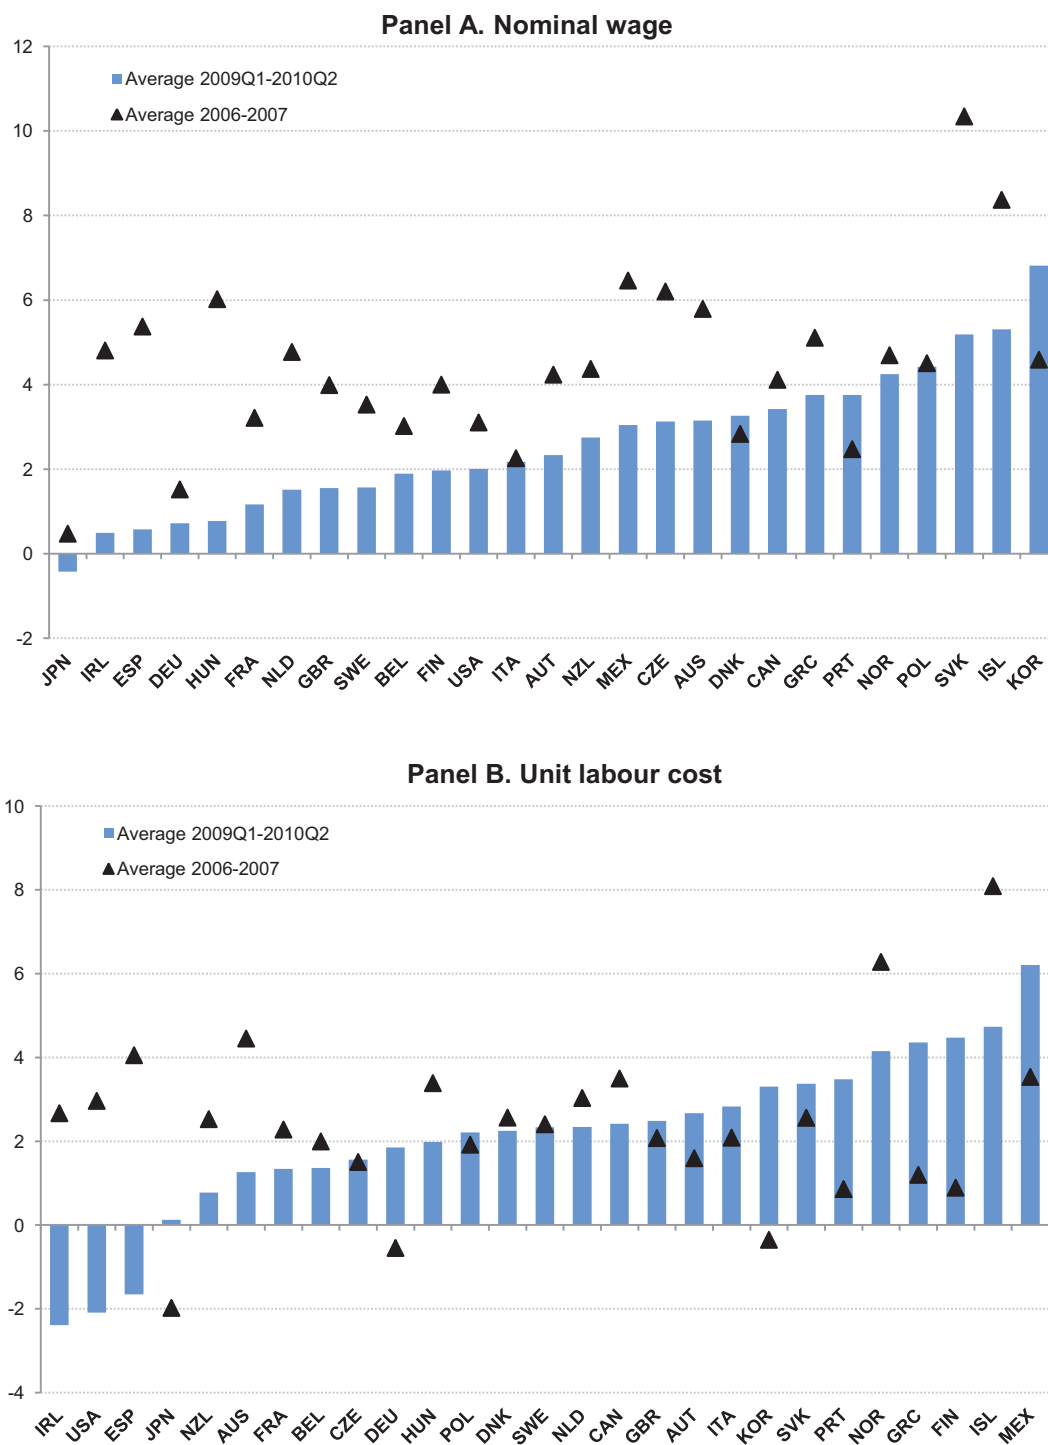 Panel A. Nominal wage
12
Average 2009Q1-2010Q2
Average 2006-2007
10
8
6
4
2
0
-2
JPN IRL ESP DEU HUN FRA NLD GBR SWE BEL FIN USA ITA AUT NZL MEX CZE AUS DNK CAN GRC PRT NOR POL SVK ISL KOR
Panel B. Unit labour cost
10
Average 2009Q1-2010Q2
Average 2006-2007
8
6
4
2
0
-2
-4
IRL USA ESP JPN NZL AUS FRA BEL CZE DEU HUN POL DNK SWE NLD CAN GBR AUT ITA KOR SVK PRT NOR GRC FIN ISL MEX